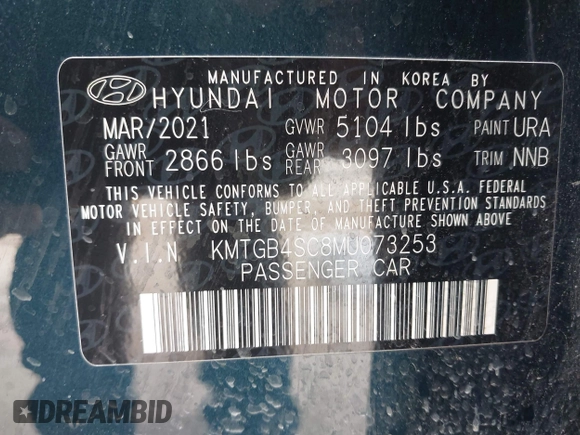 MANUFACTURED IN KOREA BY
HYUNDAI MOTOR COMPANY
MAR/2021 GVWR 5104 lbs PAINT URA
GAWR FRONT 2866 lbs GAWR REAR 3097 lbs TRIM NNB
THIS VEHICLE CONFORMS TO ALL APPLICABLE U.S.A. FEDERAL
MOTOR VEHICLE SAFETY, BUMPER, AND THEFT PREVENTION STANDARDS
IN EFFECT ON THE DATE OF MANUFACTURE SHOWN ABOVE.
V.I.N. KMTGB4SC8MU073253
PASSENGER CAR
DREAMBID